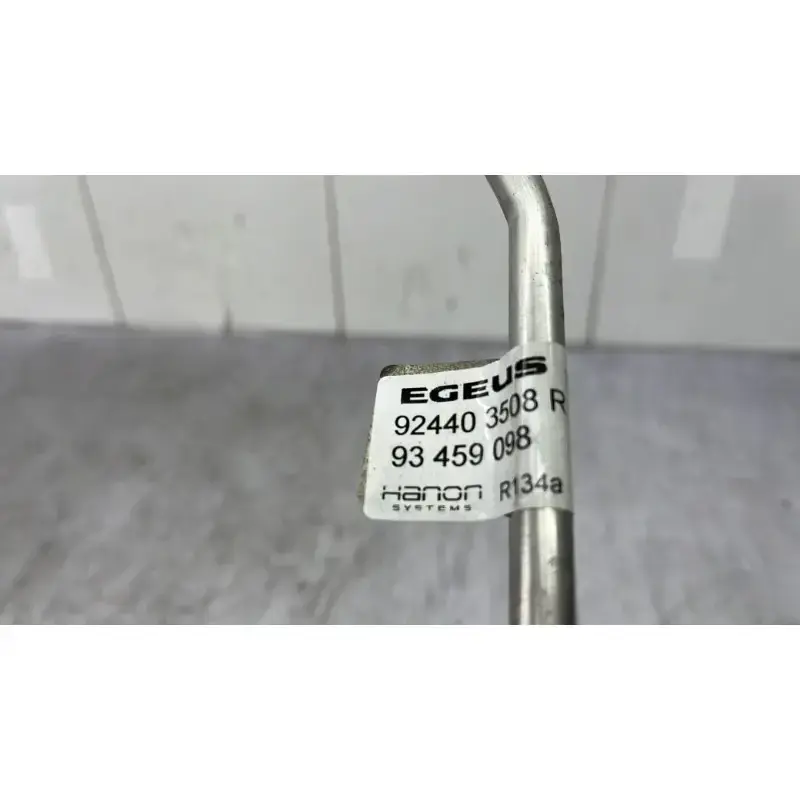 EGEUS
92440 3508 R
93 459 098
Hanon R134a
SYSTEMS